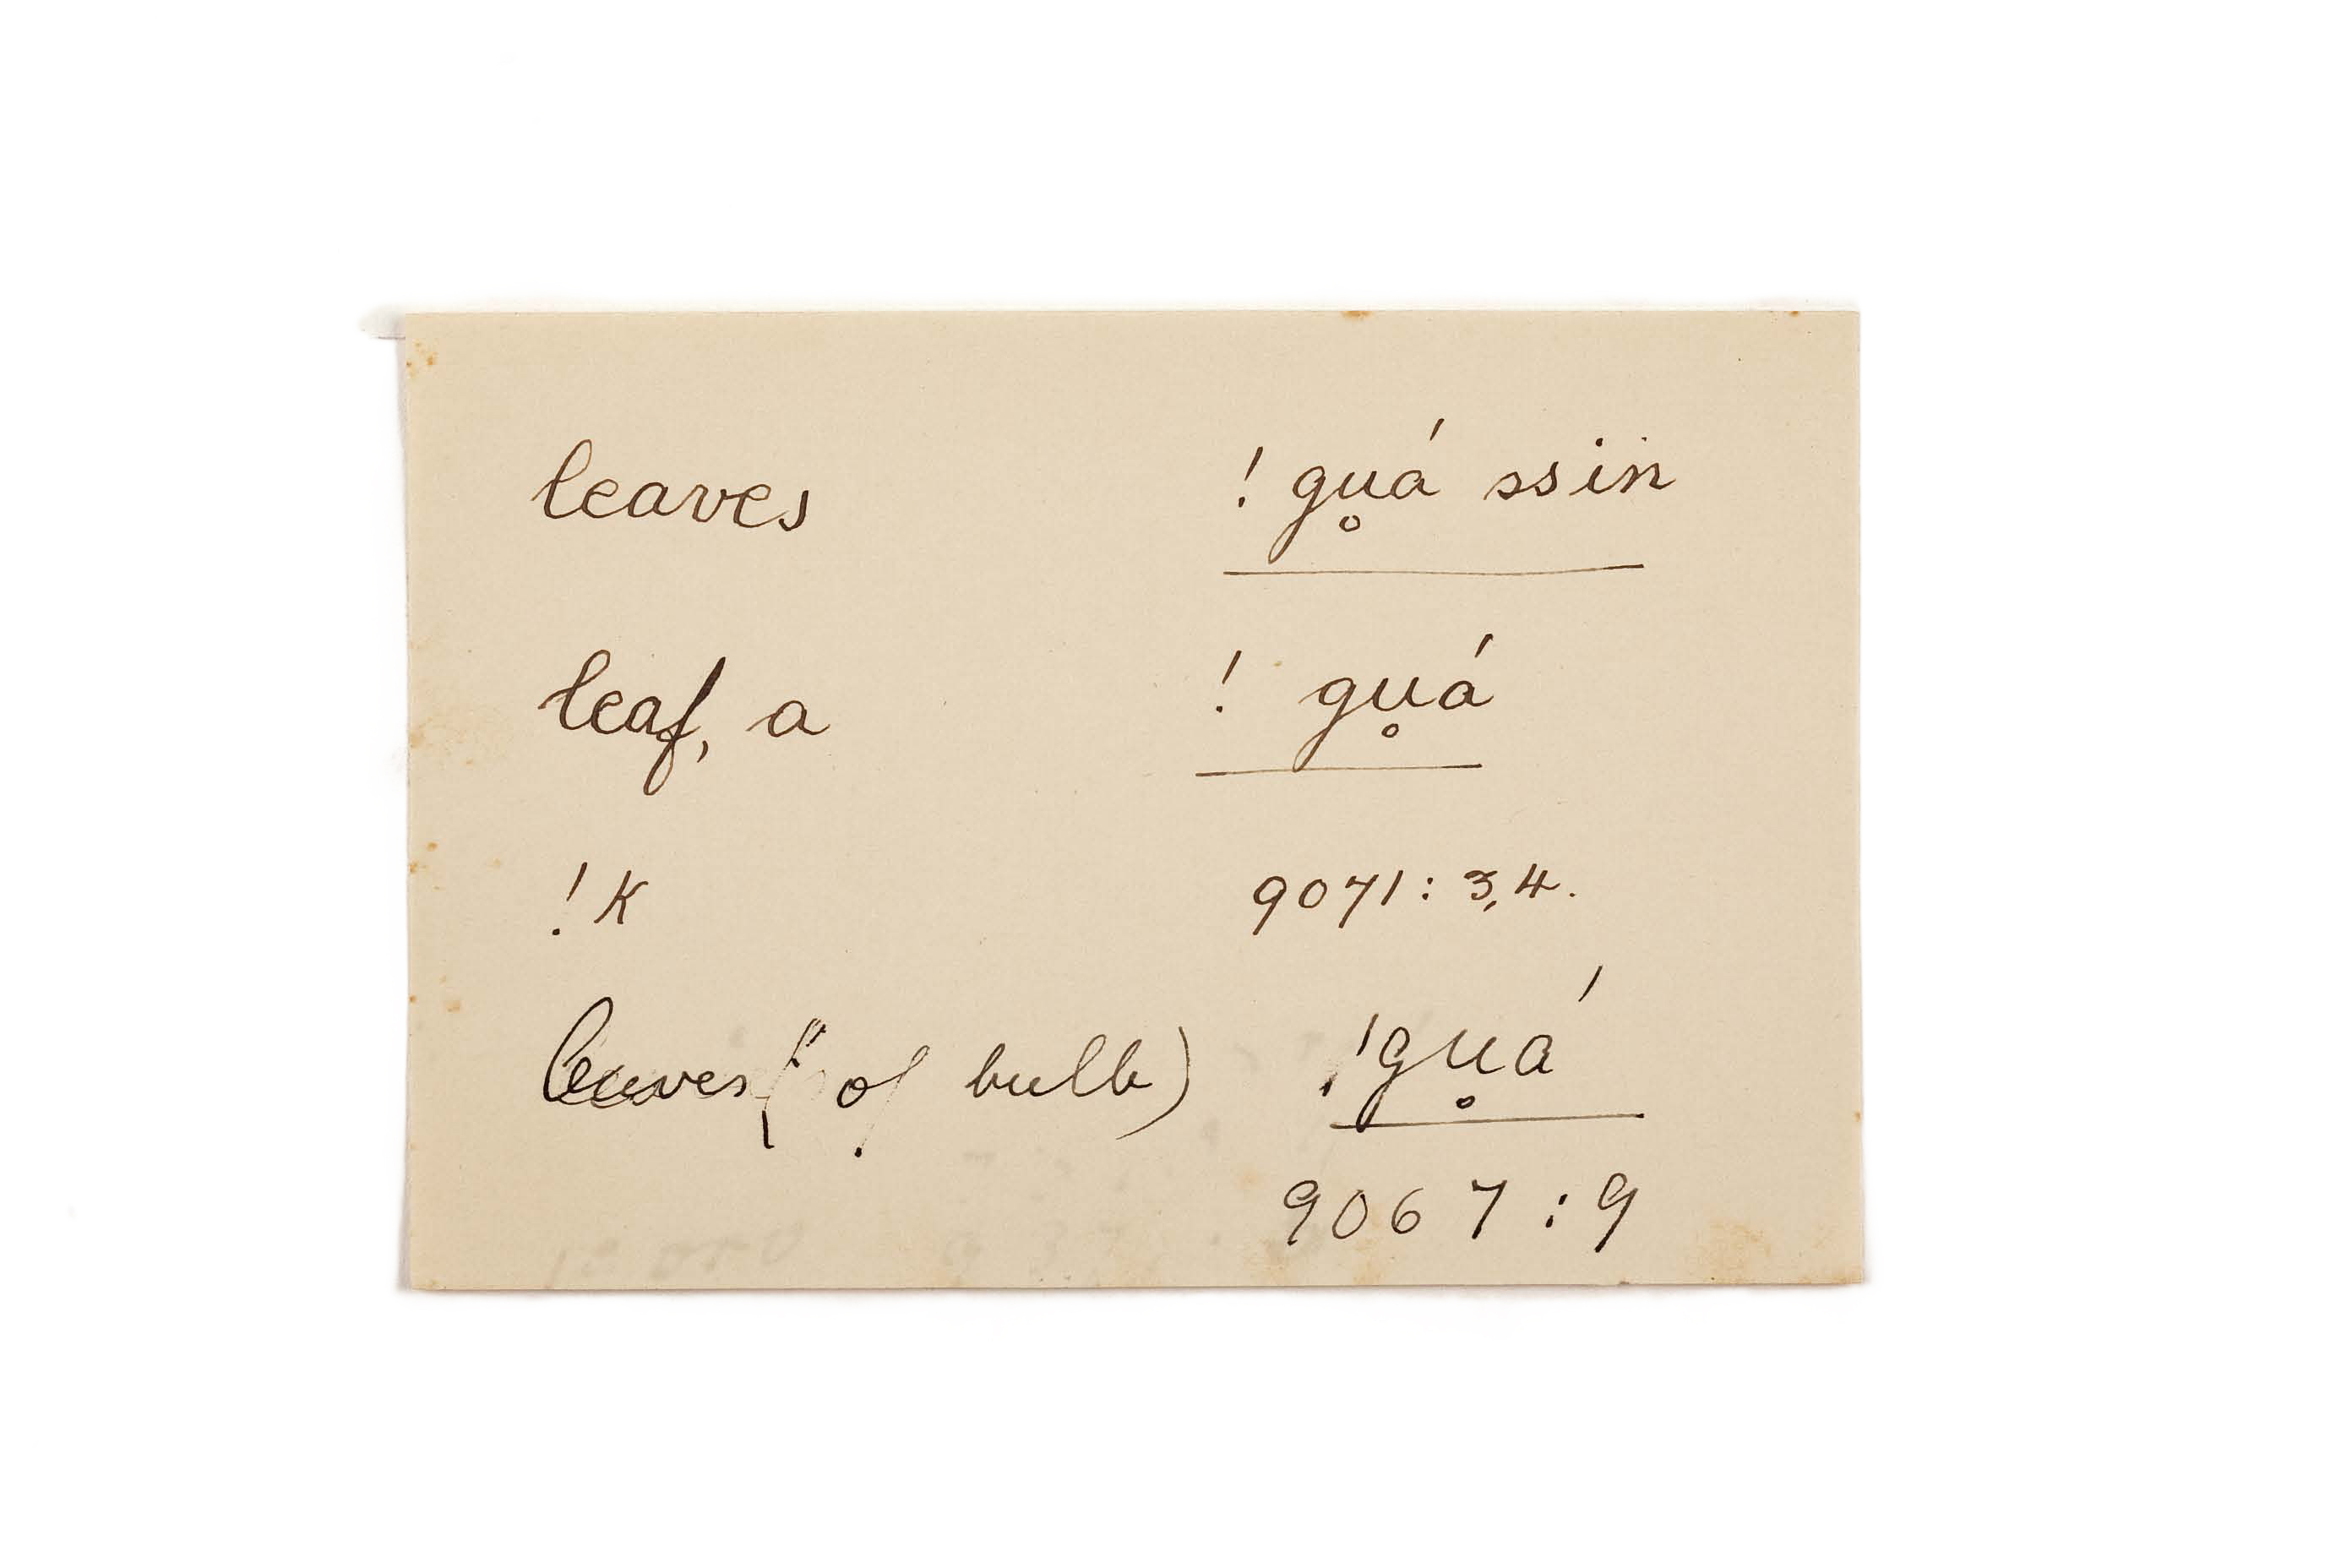 leaves !gu̥á ssin
leaf, a !gu̥á
!k 9071:3,4.
leaves (" of bulb) !gu̥á
9067:9